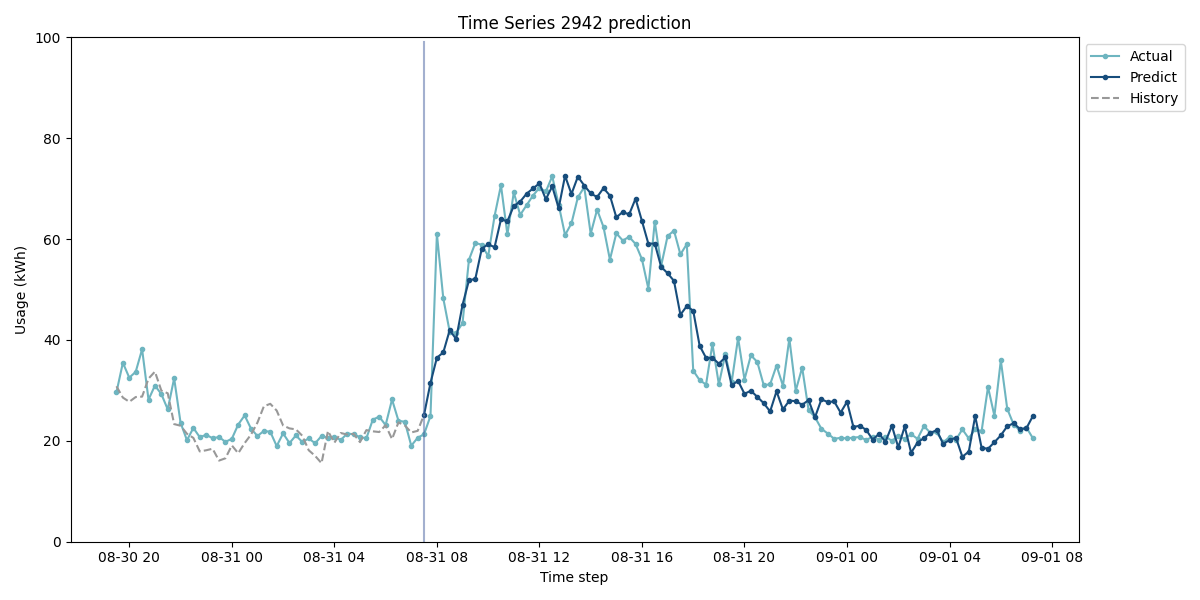 Time Series 2942 prediction
100
80
60
40
20
0
Usage (kWh)
08-30 20
08-31 00
08-31 04
08-31 08
08-31 12
08-31 16
08-31 20
09-01 00
09-01 04
09-01 08
Time step
Actual
Predict
History